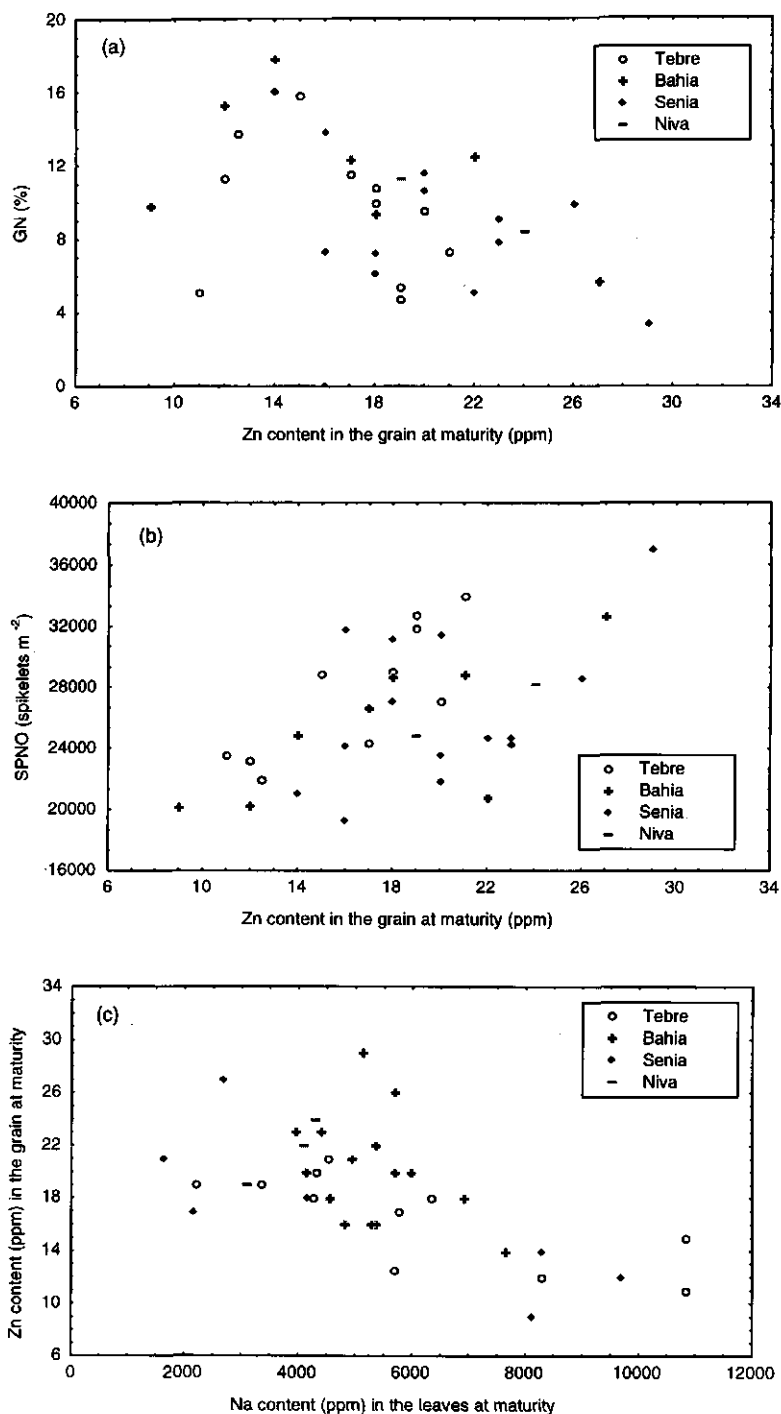 (a)
20
16
12
8
4
0
GN (%)
Tebre
Bahia
Senia
Niva
6 10 14 18 22 26 30 34
Zn content in the grain at maturity (ppm)
(b)
40000
36000
32000
28000
24000
20000
16000
SPNO (spikelets m⁻²)
Tebre
Bahia
Senia
Niva
6 10 14 18 22 26 30 34
Zn content in the grain at maturity (ppm)
(c)
34
30
26
22
18
14
10
6
Zn content (ppm) in the grain at maturity
Tebre
Bahia
Senia
Niva
0 2000 4000 6000 8000 10000 12000
Na content (ppm) in the leaves at maturity